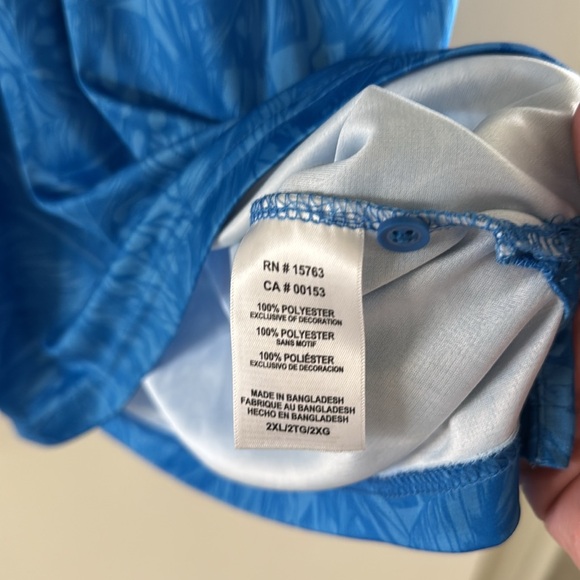 RN # 15763
CA # 00153
100% POLYESTER
EXCLUSIVE OF DECORATION
100% POLYESTER
SANS MOTIF
100% POLIÉSTER
EXCLUSIVO DE DECORACIÓN
MADE IN BANGLADESH
FABRIQUE AU BANGLADESH
HECHO EN BANGLADESH
2XL/2TG/2XG